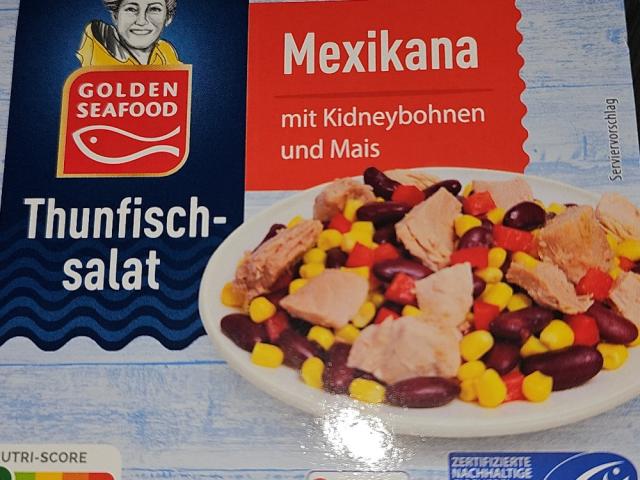 GOLDEN
SEAFOOD
Thunfisch-
salat
Mexikana
mit Kidneybohnen
und Mais
Serviervorschlag
UTRI-SCORE
ZERTIFIZIERTE
NACHHALTIGE